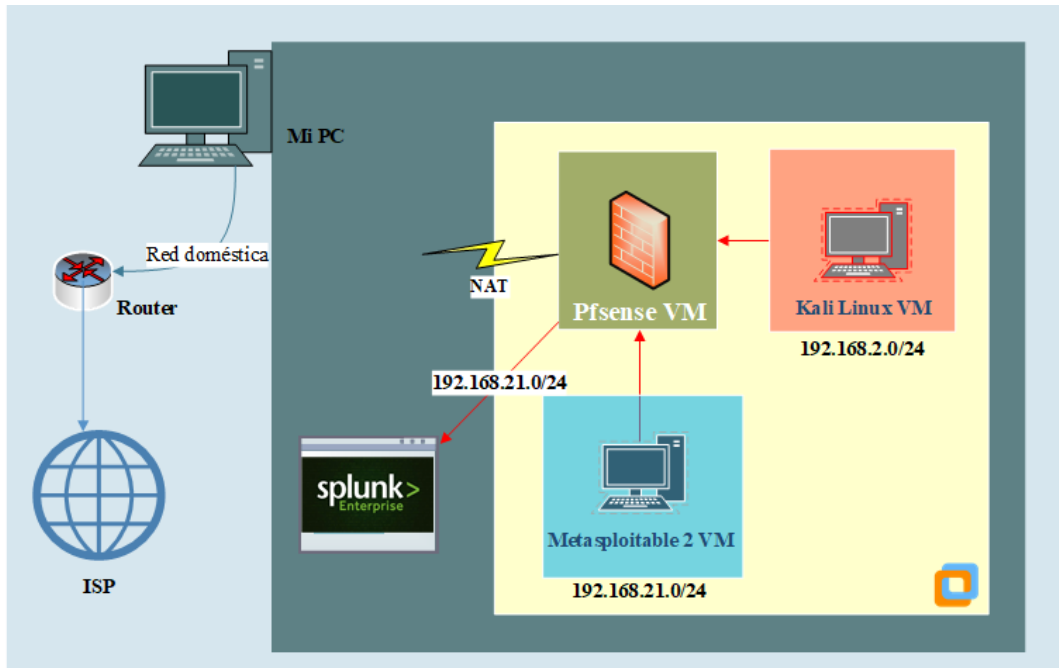 Mi PC
Red doméstica
Router
ISP
NAT
Pfsense VM
Kali Linux VM
192.168.2.0/24
192.168.21.0/24
splunk>
Enterprise
Metasploitable 2 VM
192.168.21.0/24